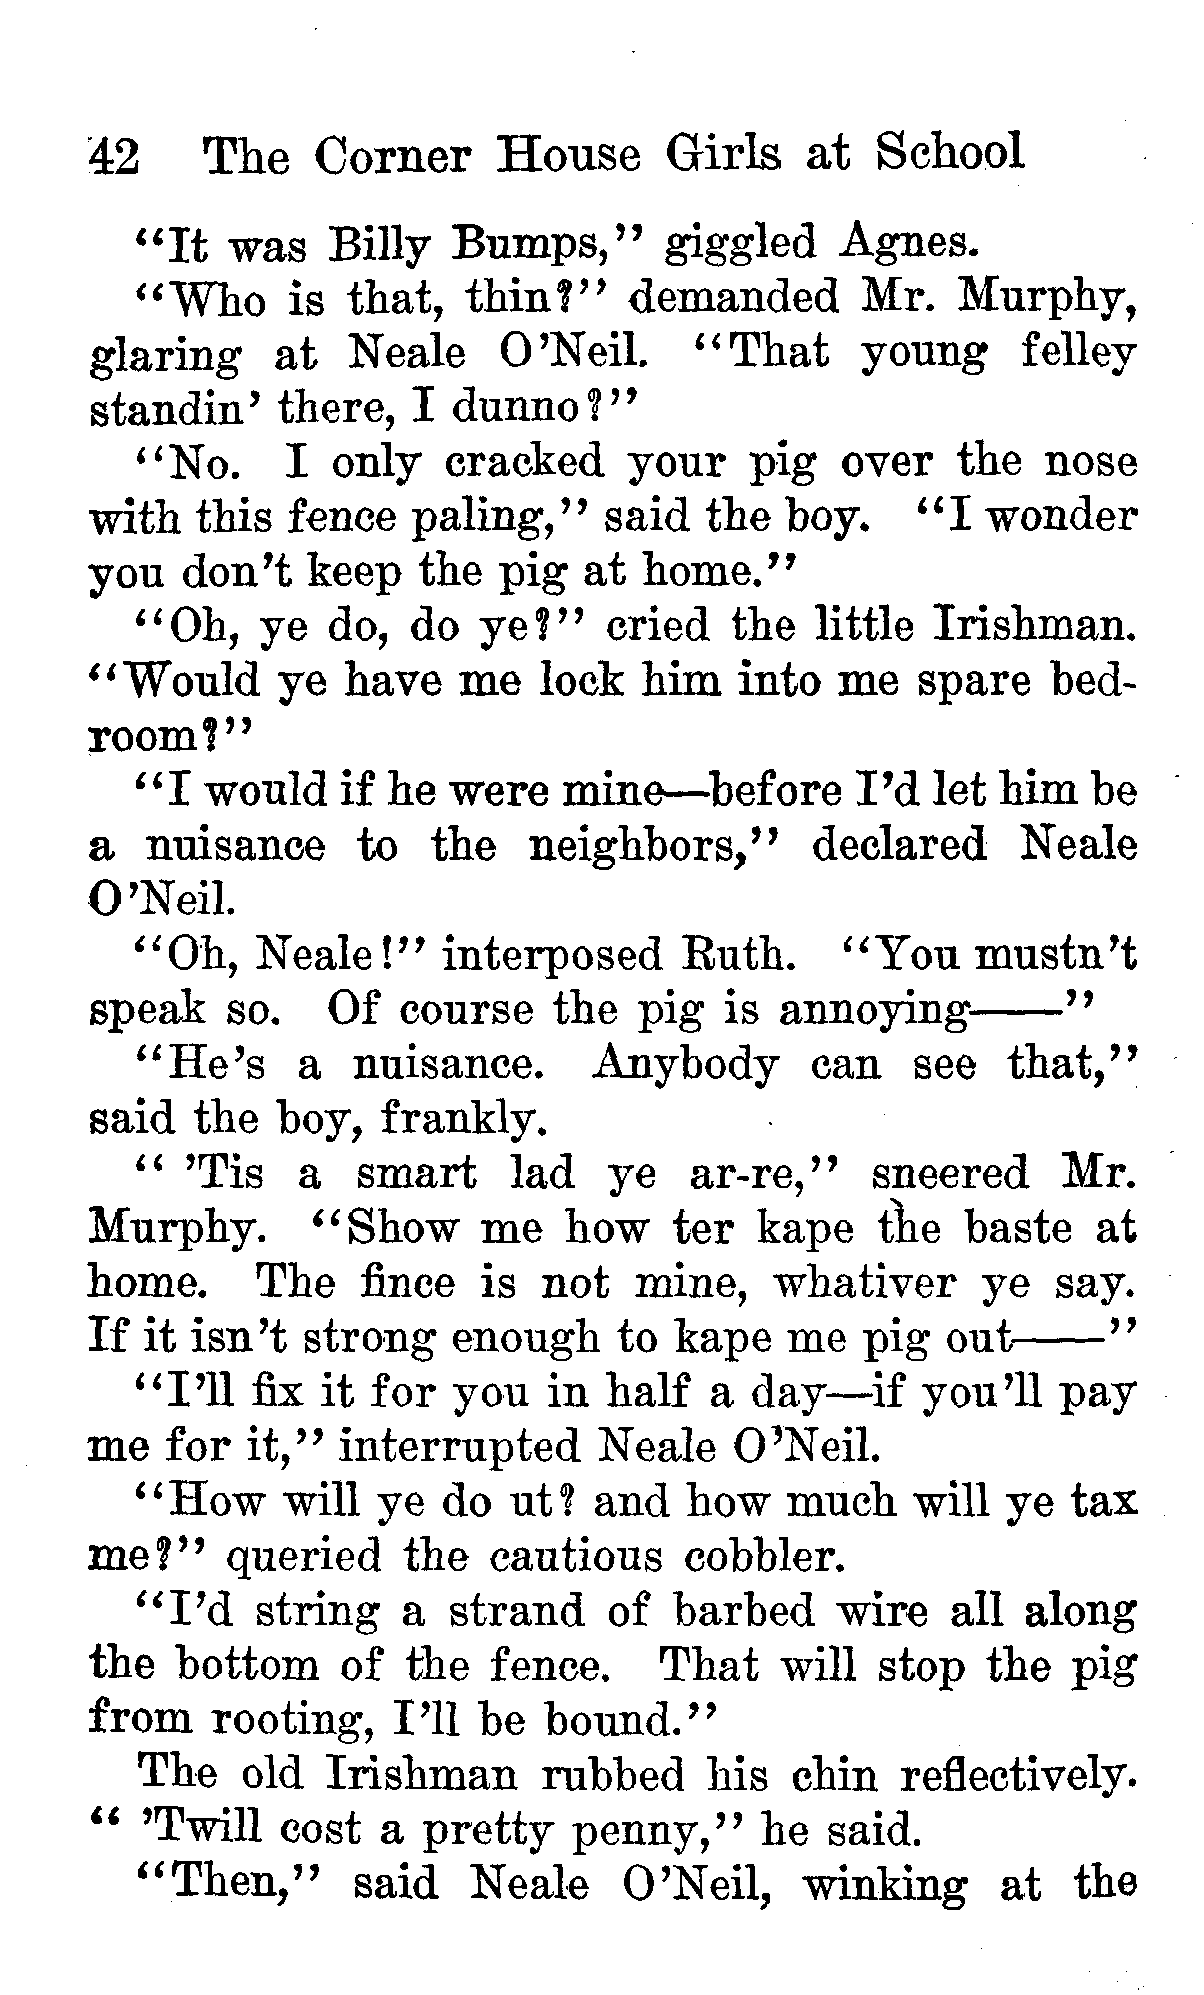 42 The Corner House Girls at School
“It was Billy Bumps,” giggled Agnes.
“Who is that, thin?” demanded Mr. Murphy,
glaring at Neale O’Neil. “That young felley
standin’ there, I dunno?”
“No. I only cracked your pig over the nose
with this fence paling,” said the boy. “I wonder
you don’t keep the pig at home.”
“Oh, ye do, do ye?” cried the little Irishman.
“Would ye have me lock him into me spare bed-
room?”
“I would if he were mine—before I’d let him be
a nuisance to the neighbors,” declared Neale
O’Neil.
“Oh, Neale!” interposed Ruth. “You mustn’t
speak so. Of course the pig is annoying——”
“He’s a nuisance. Anybody can see that,”
said the boy, frankly.
“ ’Tis a smart lad ye ar-re,” sneered Mr.
Murphy. “Show me how ter kape the baste at
home. The fince is not mine, whativer ye say.
If it isn’t strong enough to kape me pig out——”
“I’ll fix it for you in half a day—if you’ll pay
me for it,” interrupted Neale O’Neil.
“How will ye do ut? and how much will ye tax
me?” queried the cautious cobbler.
“I’d string a strand of barbed wire all along
the bottom of the fence. That will stop the pig
from rooting, I’ll be bound.”
The old Irishman rubbed his chin reflectively.
“ ’Twill cost a pretty penny,” he said.
“Then,” said Neale O’Neil, winking at the